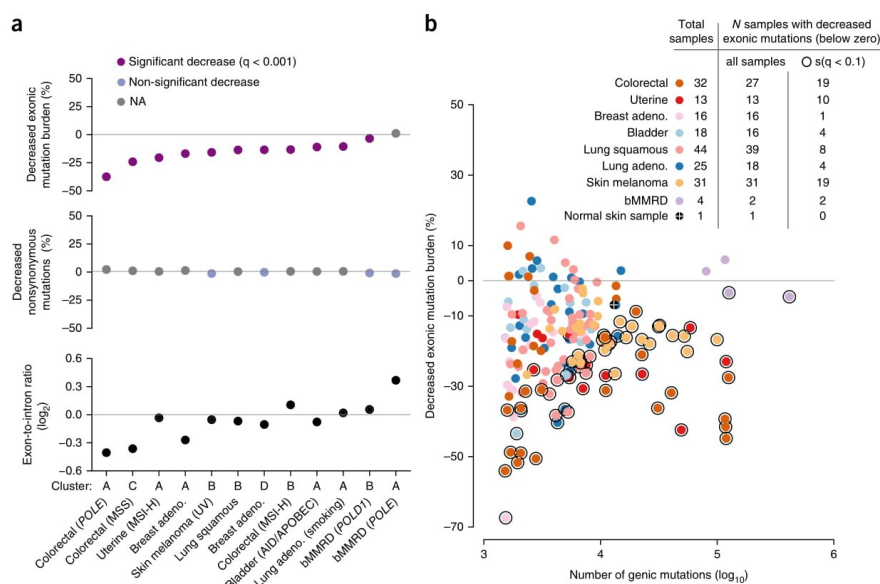 a
Significant decrease (q < 0.001)
Non-significant decrease
NA
Decreased exonic
mutation burden (%)
50
25
0
−25
−50
Decreased
nonsynonymous
mutations (%)
50
25
0
−25
−50
Exon-to-intron ratio
(log2)
0.6
0.3
0.0
−0.3
−0.6
Cluster: A C A A B B D B A A B A
Colorectal (POLE)
Colorectal (MSS)
Uterine (MSI-H)
Breast adeno.
Skin melanoma (UV)
Lung squamous
Breast adeno.
Colorectal (MSI-H)
Bladder (AID/APOBEC)
Lung adeno. (smoking)
bMMRD (POLD1)
bMMRD (POLE)
b
Total
samples
N samples with decreased
exonic mutations (below zero)
all samples
s(q < 0.1)
Colorectal 32 27 19
Uterine 13 13 10
Breast adeno. 16 16 1
Bladder 18 16 4
Lung squamous 44 39 8
Lung adeno. 25 18 4
Skin melanoma 31 31 19
bMMRD 4 2 2
Normal skin sample 1 1 0
Decreased exonic mutation burden (%)
50
30
10
0
−10
−30
−50
−70
3 4 5 6
Number of genic mutations (log10)